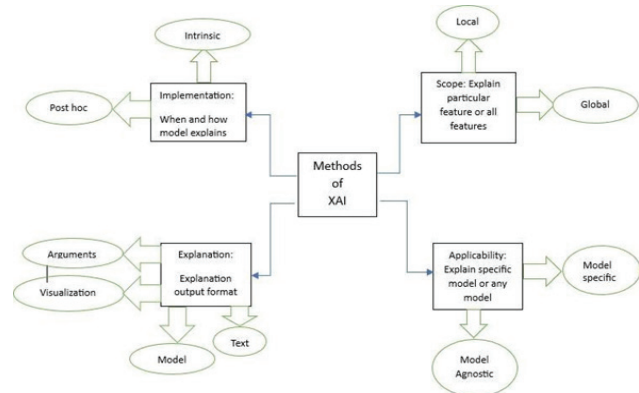 Intrinsic
Local
Implementation:
When and how
model explains
Post hoc
Scope: Explain
particular
feature or all
features
Global
Methods
of
XAI
Arguments
Visualization
Explanation:
Explanation
output format
Model
Text
Applicability:
Explain specific
model or any
model
Model
specific
Model
Agnostic